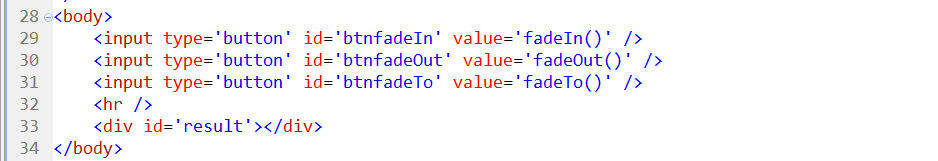 28 <body>
29 <input type='button' id='btnfadeIn' value='fadeIn()' />
30 <input type='button' id='btnfadeOut' value='fadeOut()' />
31 <input type='button' id='btnfadeTo' value='fadeTo()' />
32 <hr />
33 <div id='result'></div>
34 </body>